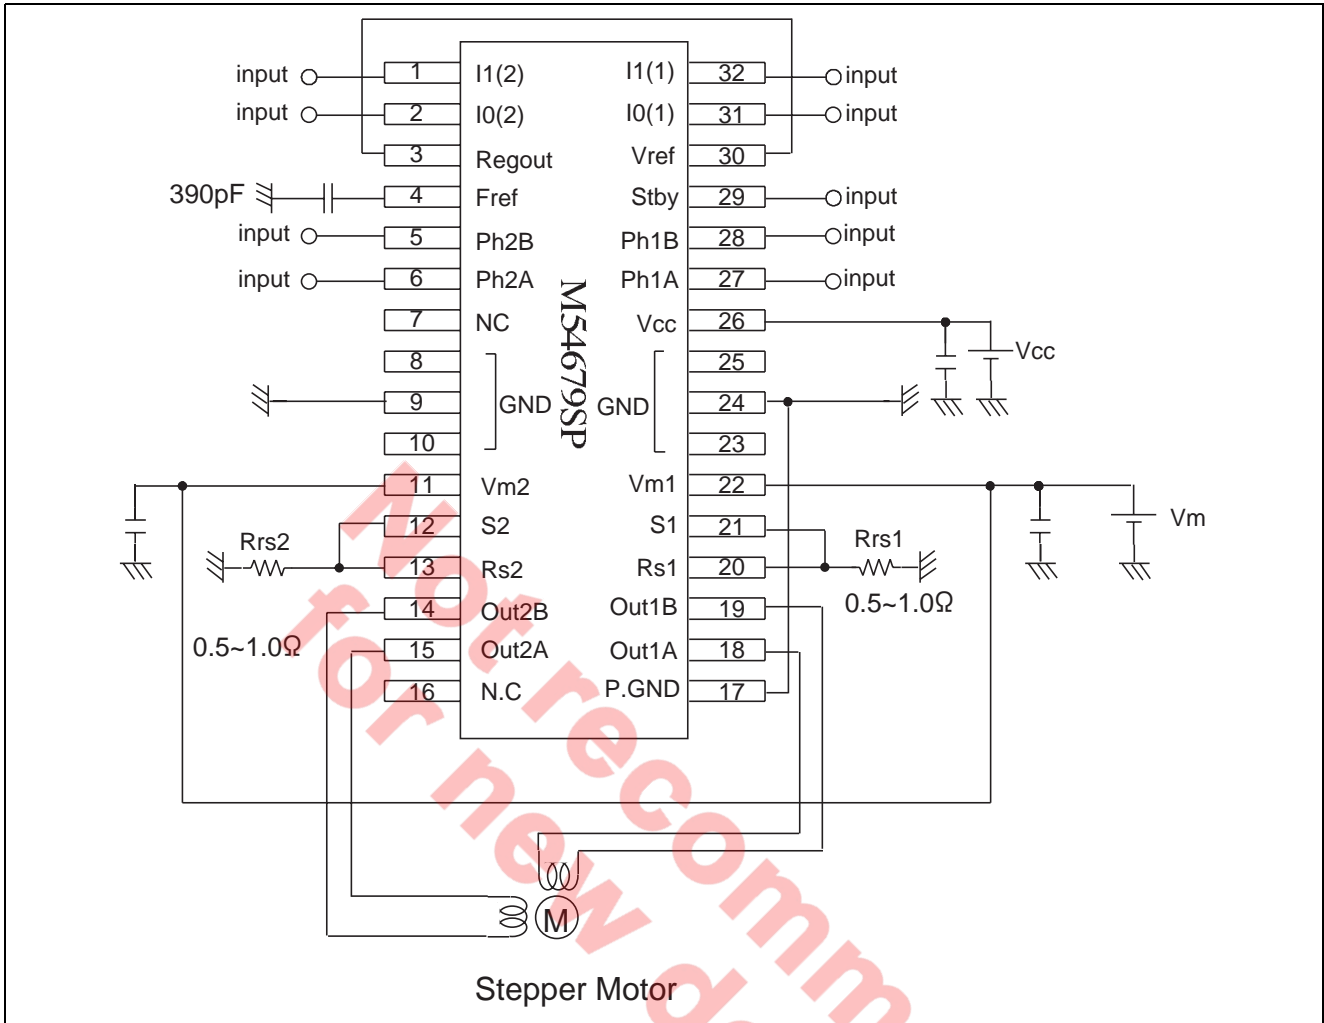 input 1 I1(2) I1(1) 32 input
input 2 I0(2) I0(1) 31 input
3 Regout Vref 30
390pF 4 Fref Stby 29 input
input 5 Ph2B Ph1B 28 input
input 6 Ph2A Ph1A 27 input
M54679SP
7 NC Vcc 26
8 25 Vcc
9 GND GND 24
10 23
11 Vm2 Vm1 22
12 S2 S1 21 Vm
Rrs2 Rrs1
13 Rs2 Rs1 20
14 Out2B Out1B 19 0.5~1.0Ω
0.5~1.0Ω 15 Out2A Out1A 18
16 N.C P.GND 17
M
Stepper Motor
Not recomm
for new de